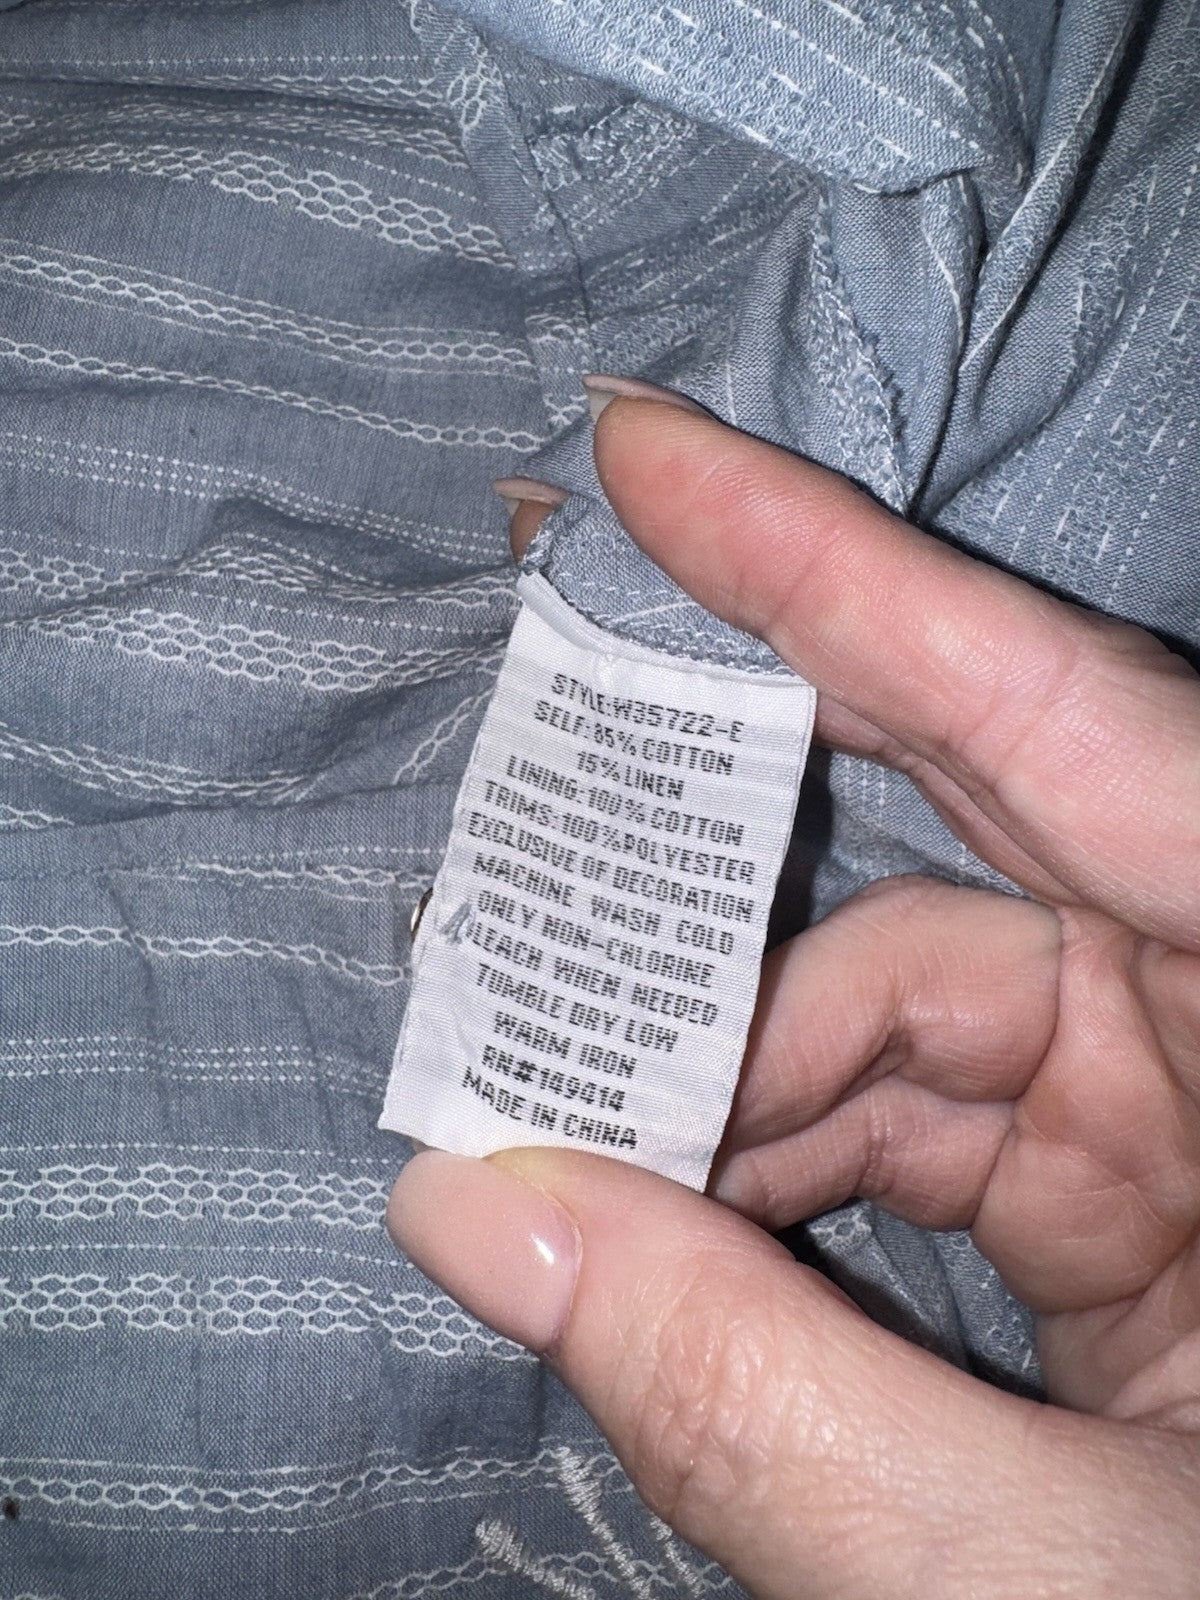 STYLE:W35722-E
SELF:85% COTTON
15% LINEN
LINING:100% COTTON
TRIMS:100%POLYESTER
EXCLUSIVE OF DECORATION
MACHINE WASH COLD
ONLY NON-CHLORINE
LEACH WHEN NEEDED
TUMBLE DRY LOW
WARM IRON
RN#149414
MADE IN CHINA